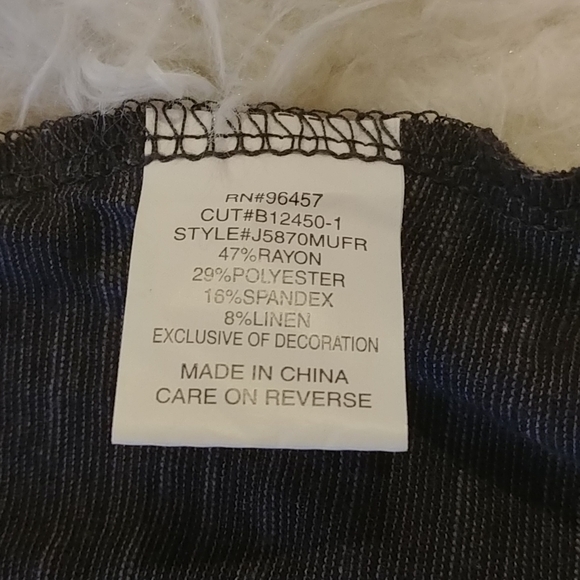 RN#96457
CUT#B12450-1
STYLE#J5870MUFR
47%RAYON
29%POLYESTER
16%SPANDEX
8%LINEN
EXCLUSIVE OF DECORATION
MADE IN CHINA
CARE ON REVERSE